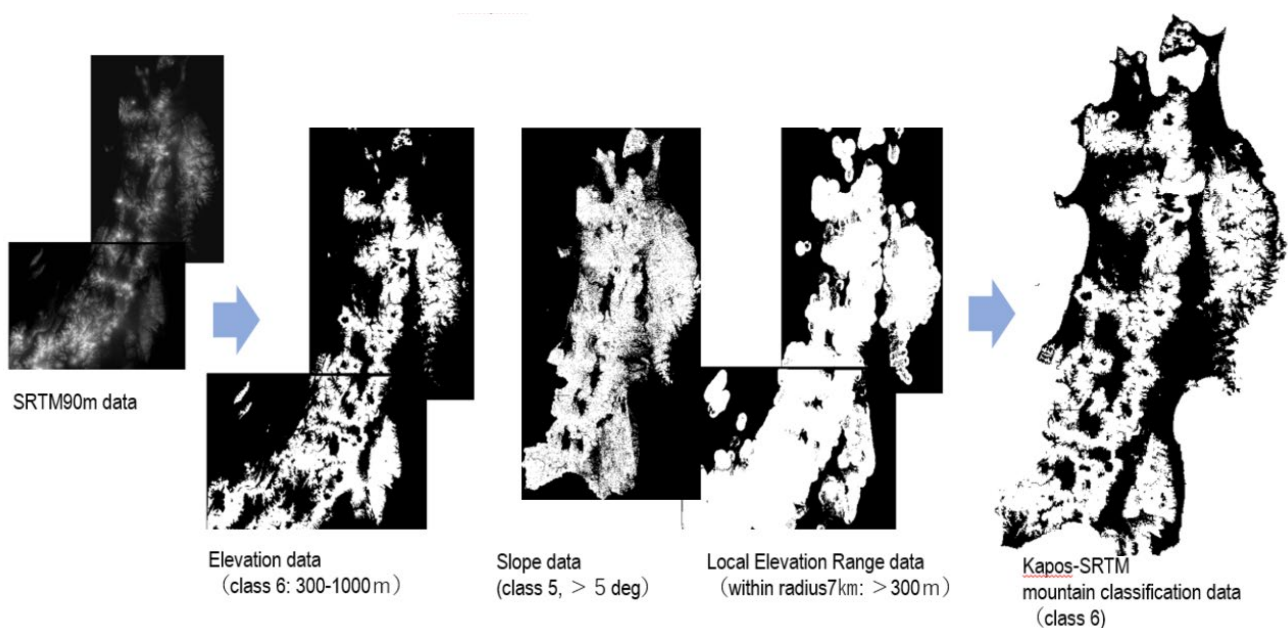 SRTM90m data
Elevation data
（class 6: 300-1000ｍ）
Slope data
(class 5, ＞ 5 deg)
Local Elevation Range data
（within radius7km: ＞300ｍ）
Kapos-SRTM
mountain classification data
（class 6)